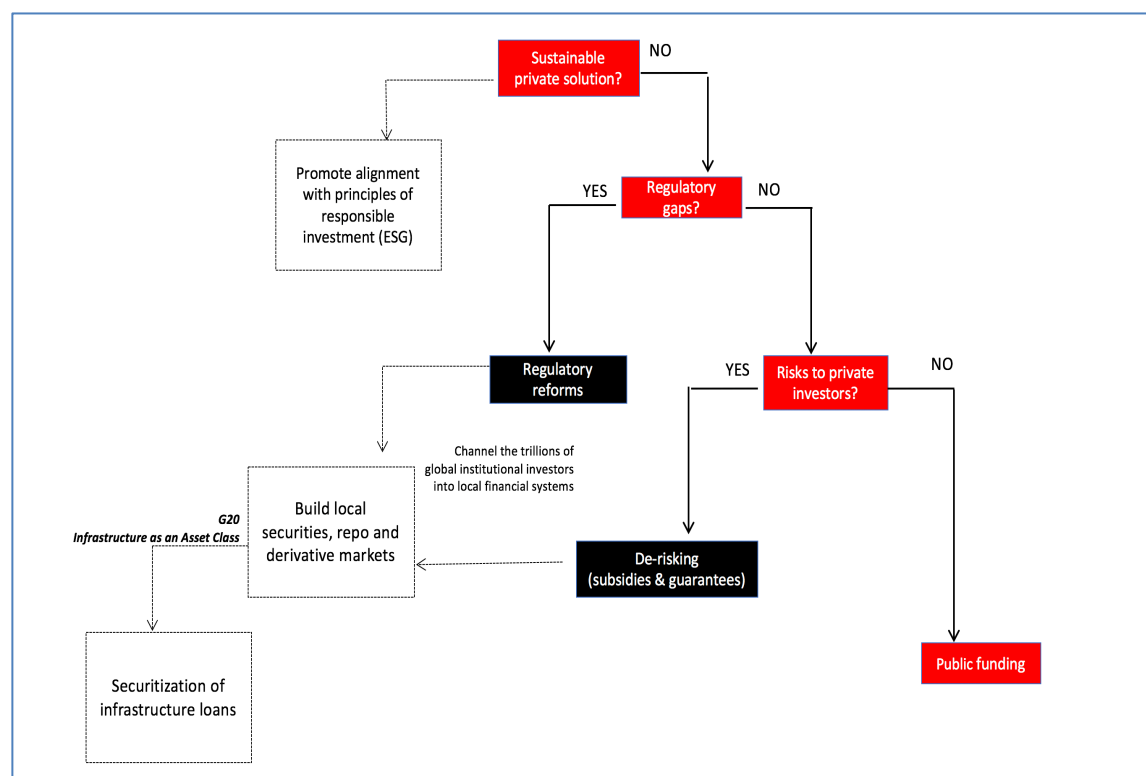 Sustainable
private solution?
NO
Promote alignment
with principles of
responsible
investment (ESG)
YES
Regulatory
gaps?
NO
Regulatory
reforms
YES
Risks to private
investors?
NO
Channel the trillions of
global institutional investors
into local financial systems
G20
Infrastructure as an Asset Class
Build local
securities, repo and
derivative markets
De-risking
(subsidies & guarantees)
Securitization of
infrastructure loans
Public funding